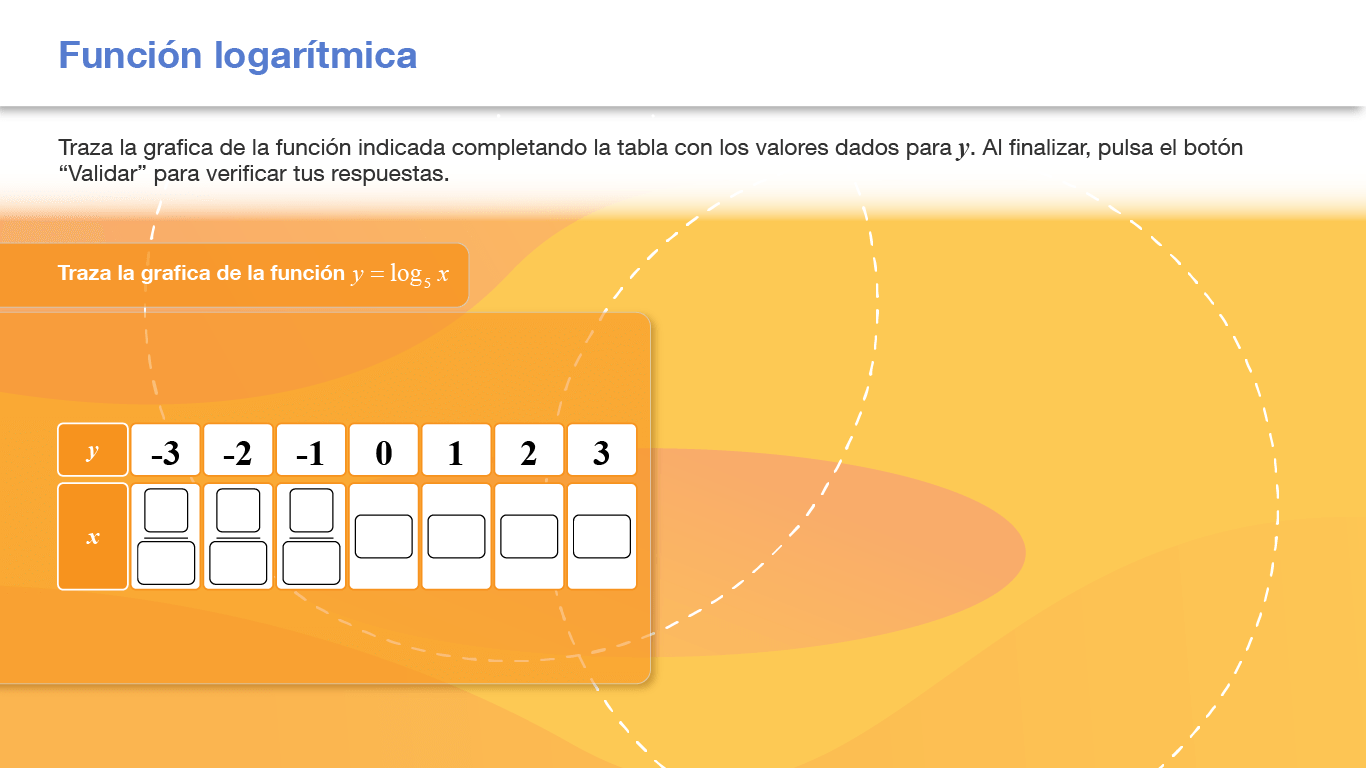 Función logarítmica
Traza la grafica de la función indicada completando la tabla con los valores dados para y. Al finalizar, pulsa el botón
“Validar” para verificar tus respuestas.
Traza la grafica de la función y = log₅ x
y -3 -2 -1 0 1 2 3
x